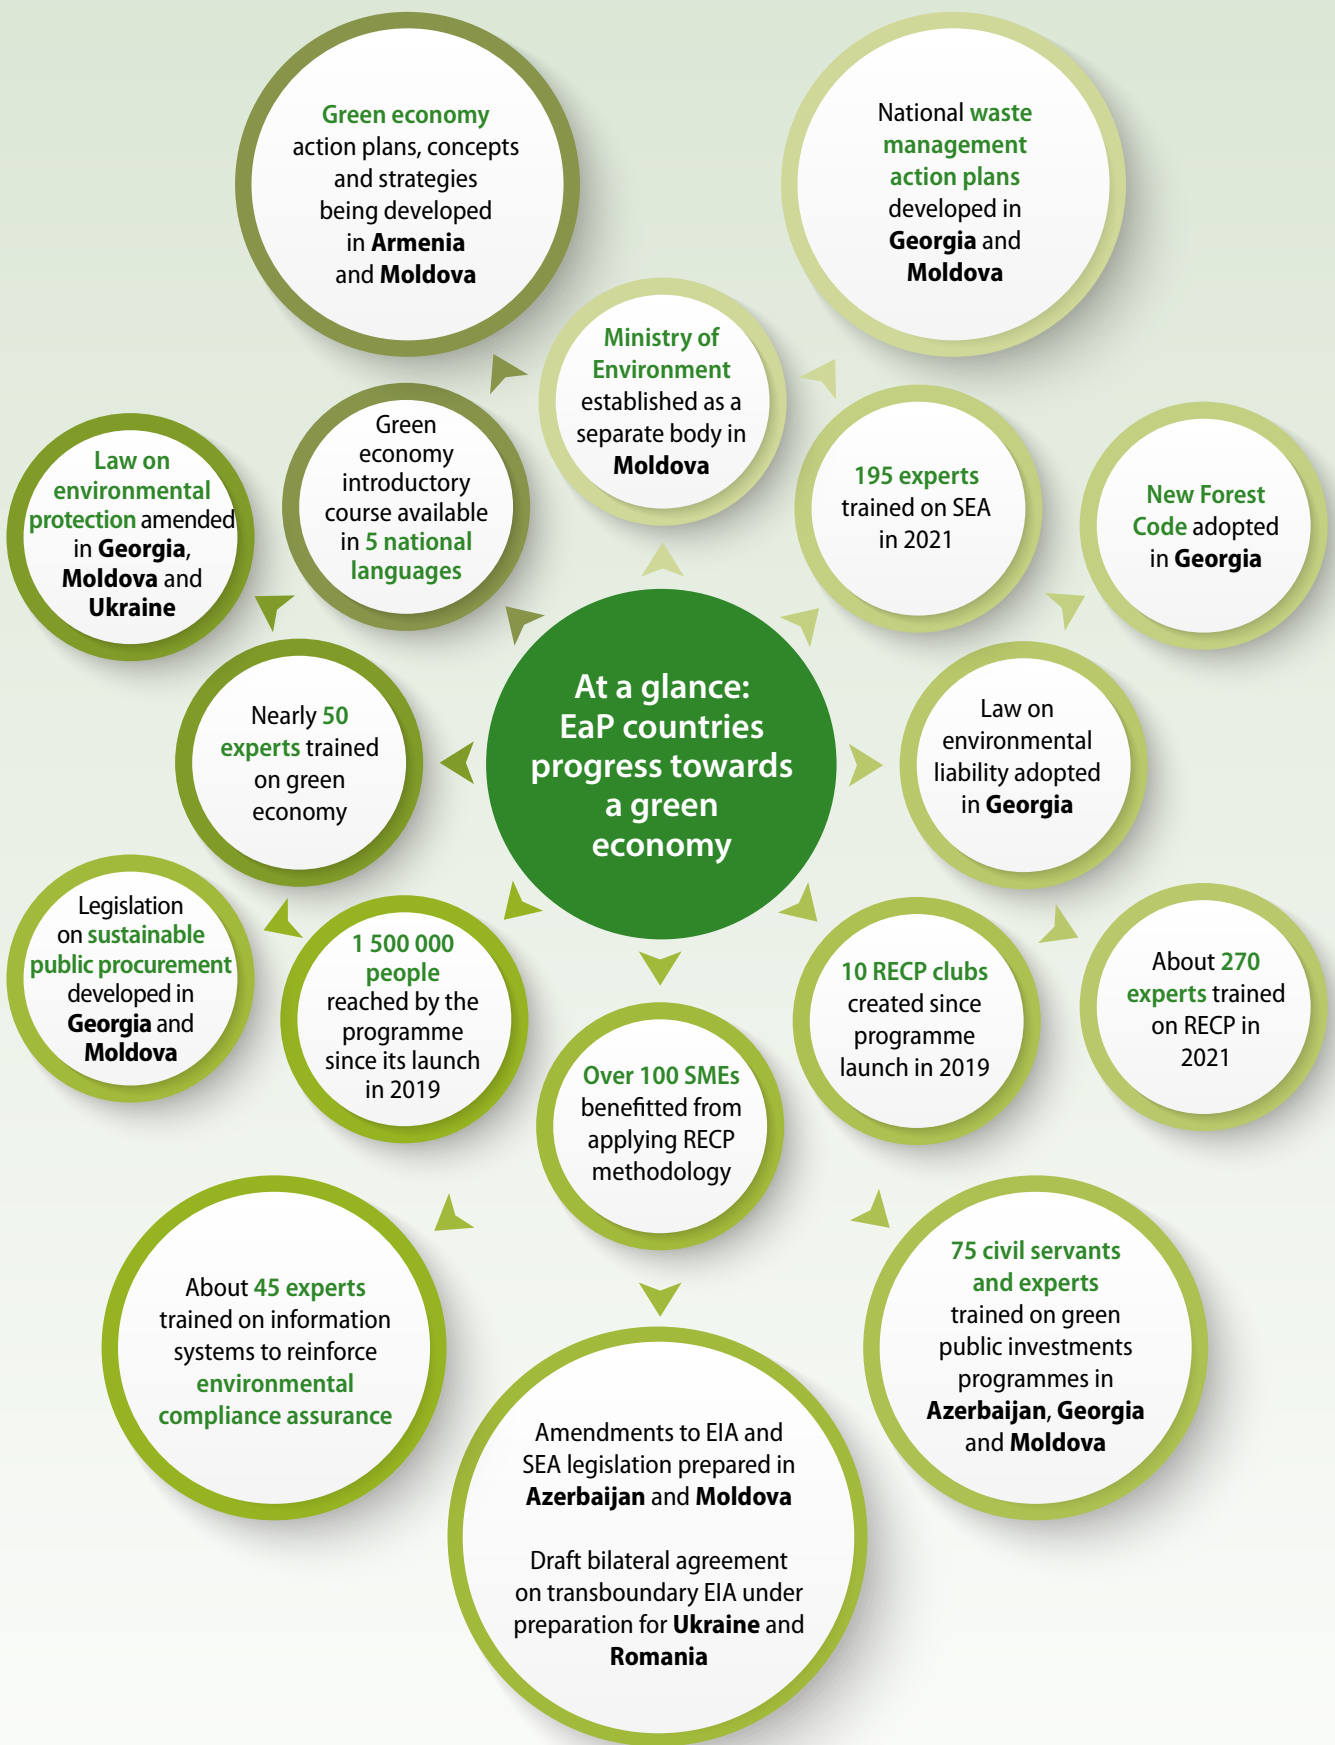 Green economy
action plans, concepts
and strategies
being developed
in Armenia
and Moldova
National waste
management
action plans
developed in
Georgia and
Moldova
Ministry of
Environment
established as a
separate body in
Moldova
Green
economy
introductory
course available
in 5 national
languages
195 experts
trained on SEA
in 2021
Law on
environmental
protection amended
in Georgia,
Moldova and
Ukraine
New Forest
Code adopted
in Georgia
Nearly 50
experts trained
on green
economy
At a glance:
EaP countries
progress towards
a green
economy
Law on
environmental
liability adopted
in Georgia
Legislation
on sustainable
public procurement
developed in
Georgia and
Moldova
1 500 000
people
reached by the
programme
since its launch
in 2019
Over 100 SMEs
benefitted from
applying RECP
methodology
10 RECP clubs
created since
programme
launch in 2019
About 270
experts trained
on RECP in
2021
About 45 experts
trained on information
systems to reinforce
environmental
compliance assurance
75 civil servants
and experts
trained on green
public investments
programmes in
Azerbaijan, Georgia
and Moldova
Amendments to EIA and
SEA legislation prepared in
Azerbaijan and Moldova
Draft bilateral agreement
on transboundary EIA under
preparation for Ukraine and
Romania